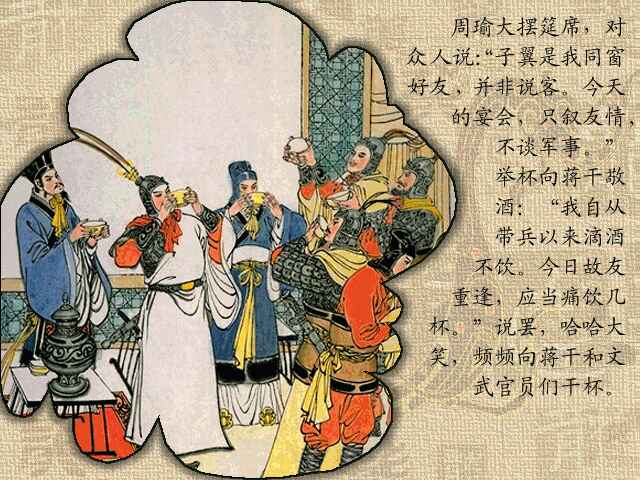 周瑜大摆筵席，对
众人说：“子翼是我同窗
好友，并非说客。今天
的宴会，只叙友情，
不谈军事。”
举杯向蒋干敬
酒：“我自从
带兵以来滴酒
不饮。今日故友
重逢，应当痛饮几
杯。”说罢，哈哈大
笑，频频向蒋干和文
武官员们干杯。